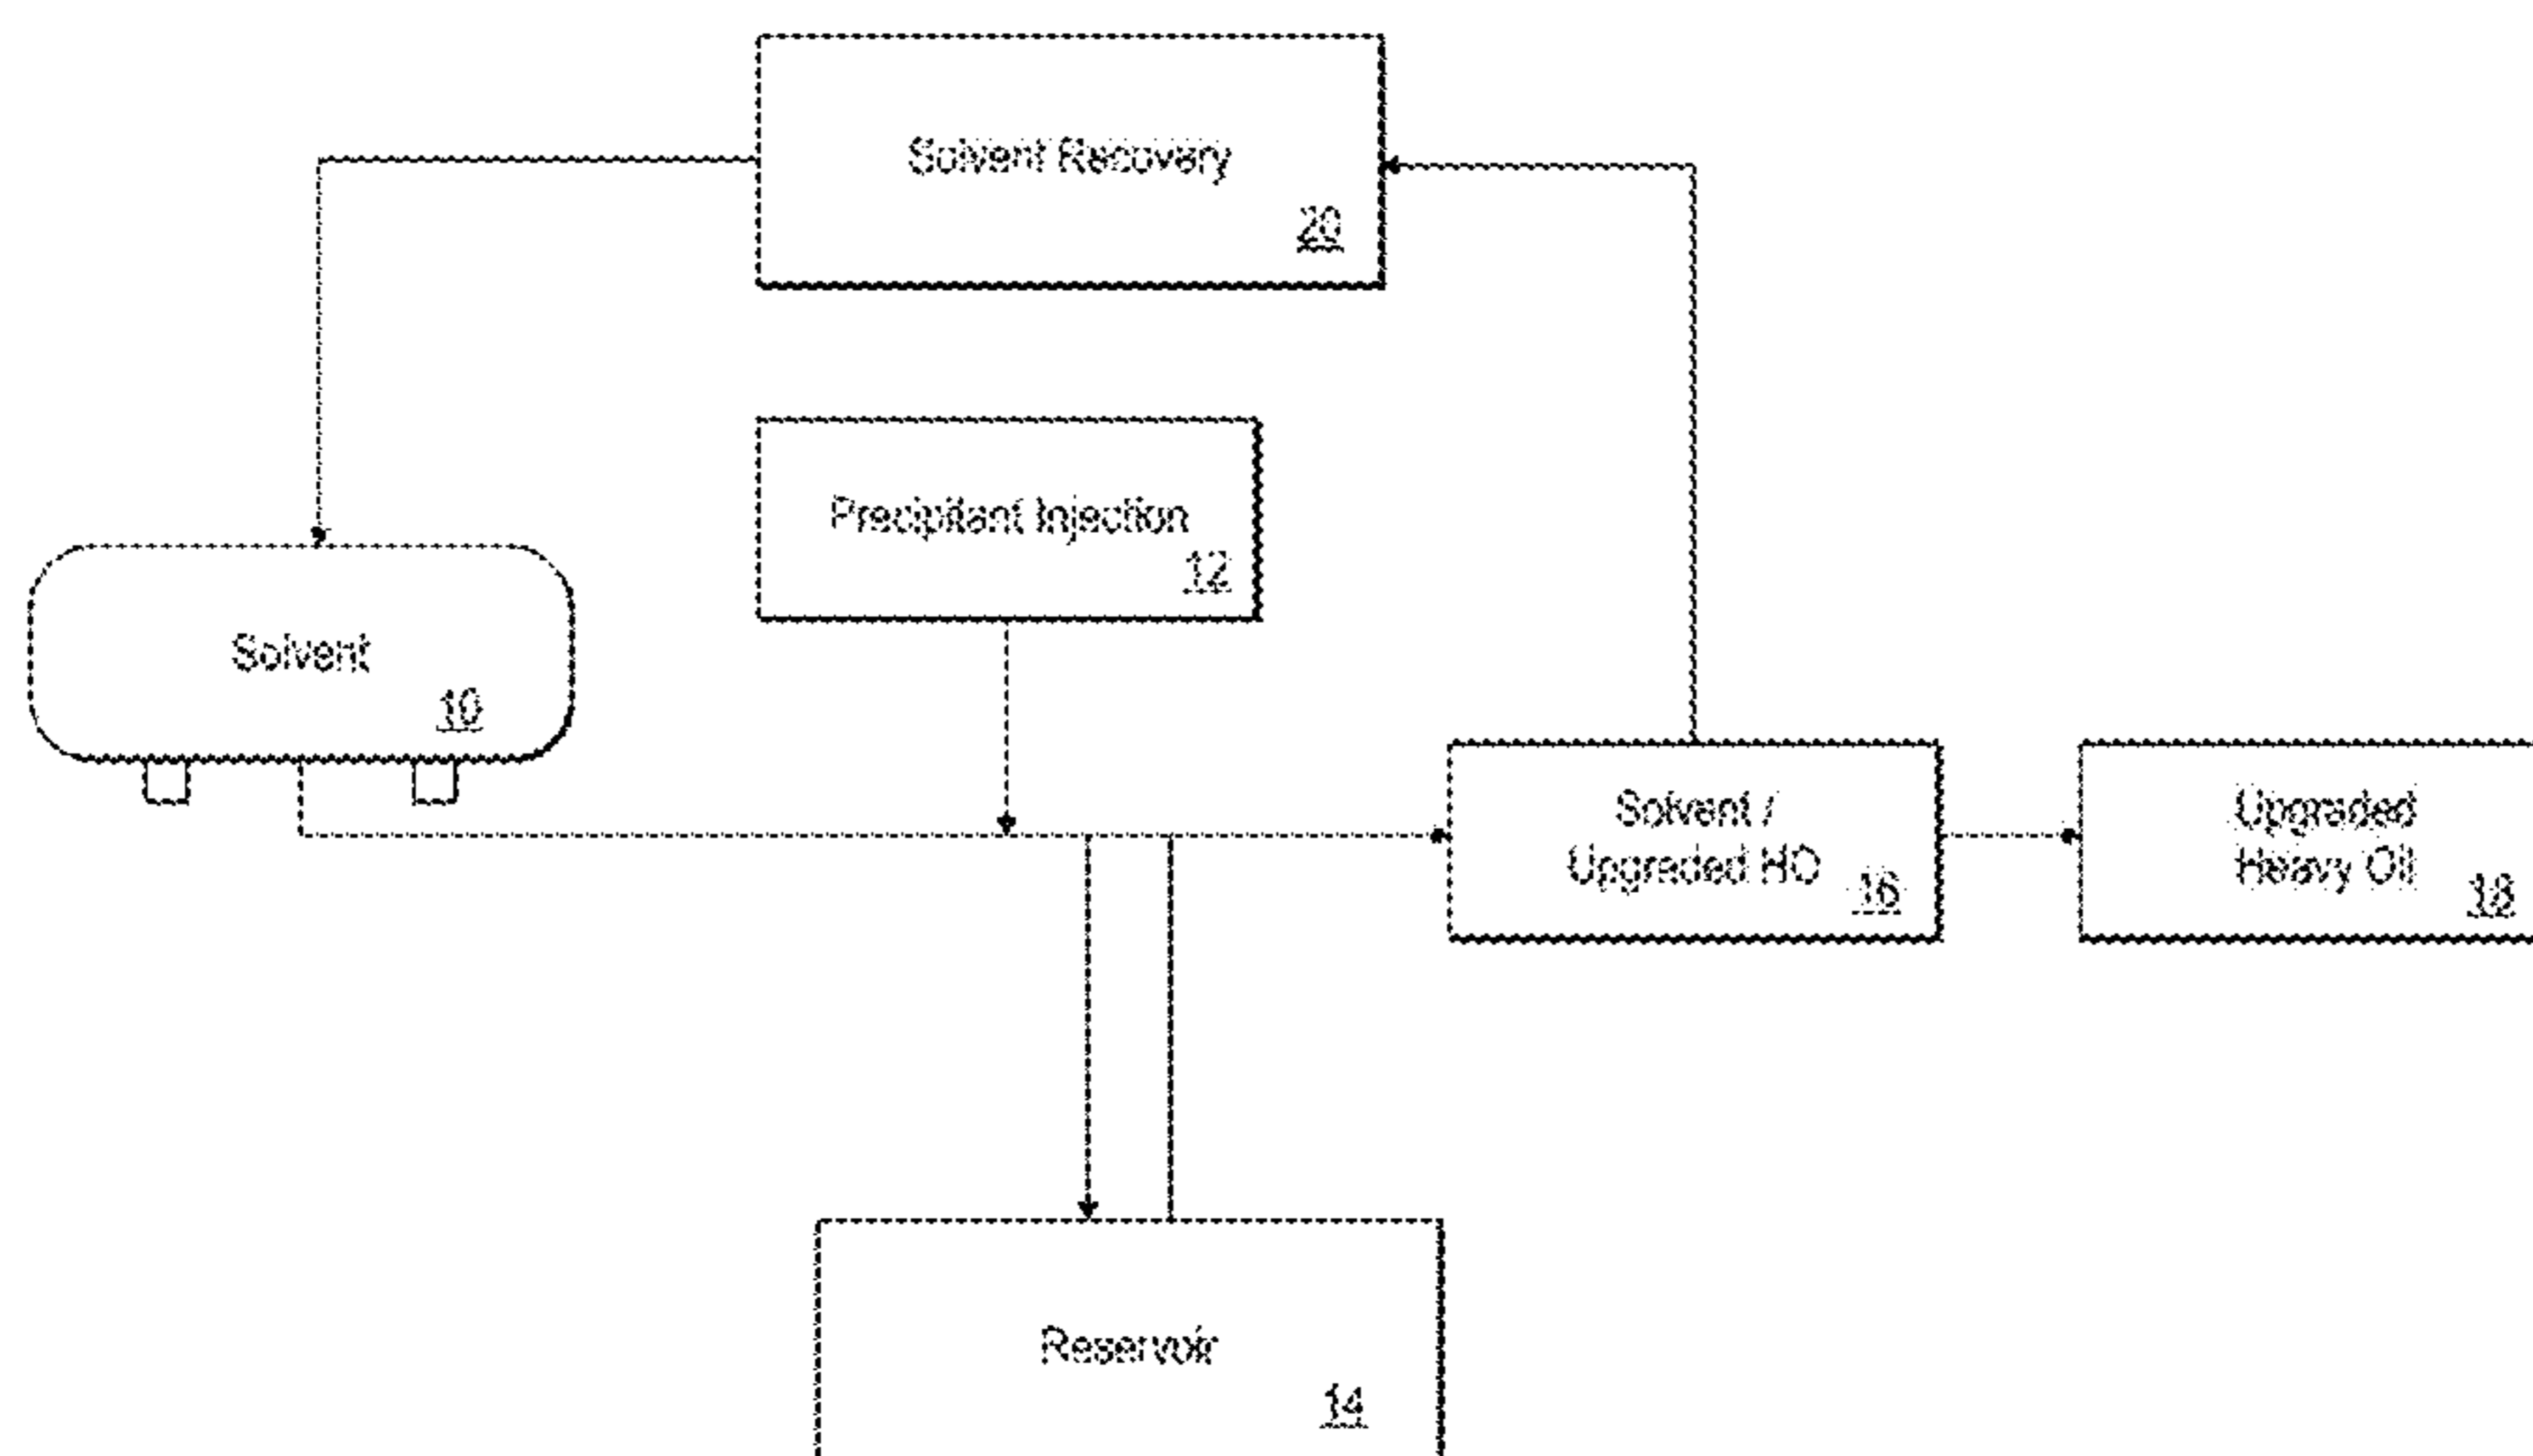 Solvent Recovery
20
Precipitant Injection
12
Solvent
10
Solvent /
Upgraded HO
16
Upgraded
Heavy Oil
18
Reservoir
14